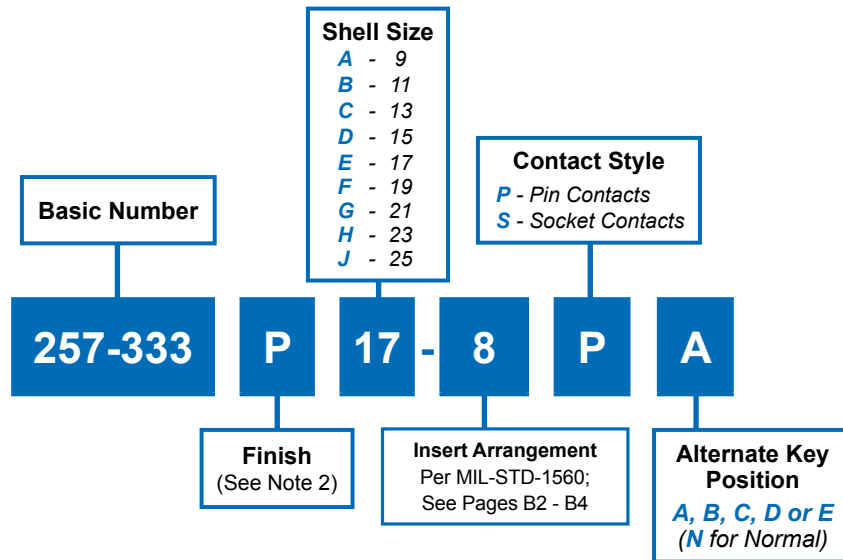 Shell Size
A - 9
B - 11
C - 13
D - 15
E - 17
F - 19
G - 21
H - 23
J - 25
Contact Style
P - Pin Contacts
S - Socket Contacts
Basic Number
257-333 P 17 - 8 P A
Finish
(See Note 2)
Insert Arrangement
Per MIL-STD-1560;
See Pages B2 - B4
Alternate Key
Position
A, B, C, D or E
(N for Normal)